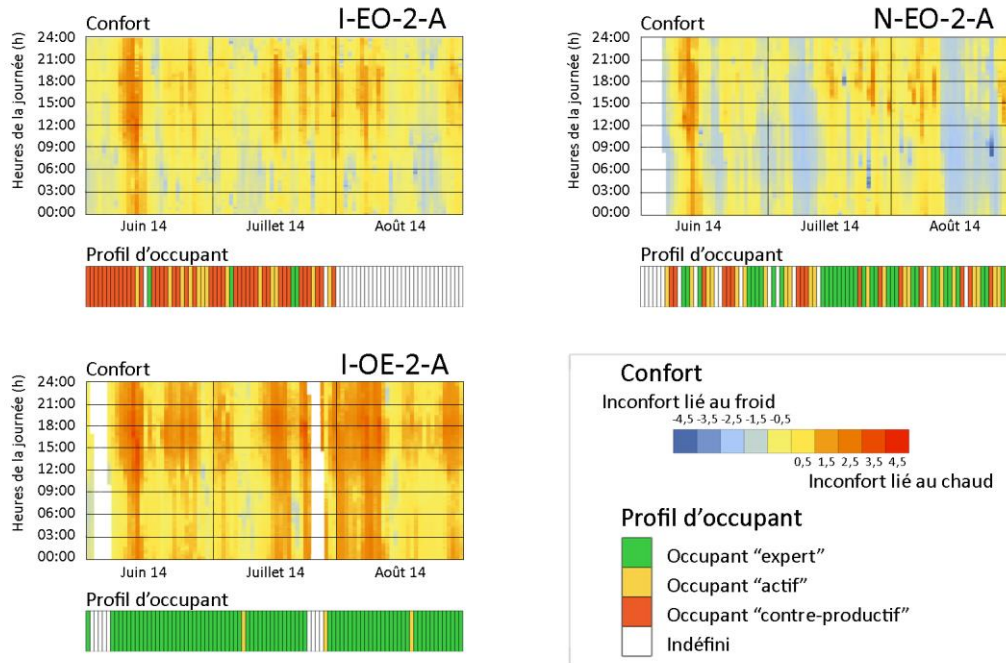 Confort I-EO-2-A
Heures de la journée (h)
24:00
21:00
18:00
15:00
12:00
09:00
06:00
03:00
00:00
Juin 14 Juillet 14 Août 14
Profil d'occupant
Confort N-EO-2-A
Heures de la journée (h)
24:00
21:00
18:00
15:00
12:00
09:00
06:00
03:00
00:00
Juin 14 Juillet 14 Août 14
Profil d'occupant
Confort I-OE-2-A
Heures de la journée (h)
24:00
21:00
18:00
15:00
12:00
09:00
06:00
03:00
00:00
Juin 14 Juillet 14 Août 14
Profil d'occupant
Confort
Inconfort lié au froid
-4,5 -3,5 -2,5 -1,5 -0,5
0,5 1,5 2,5 3,5 4,5
Inconfort lié au chaud
Profil d'occupant
Occupant "expert"
Occupant "actif"
Occupant "contre-productif"
Indéfini